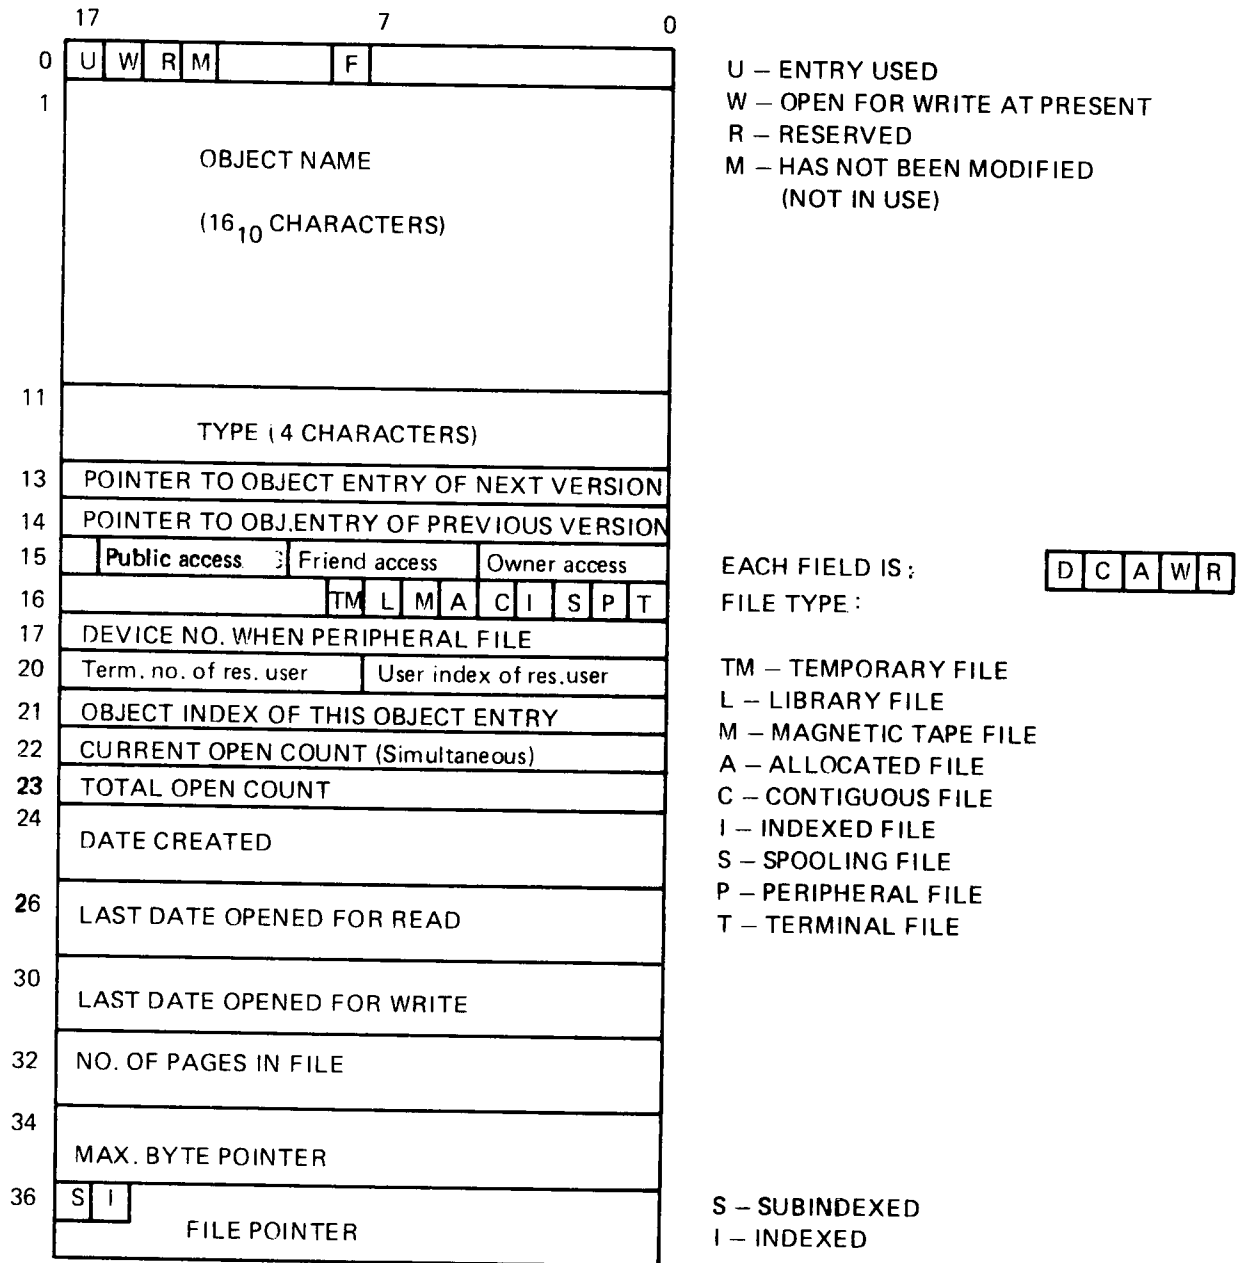 17 7 0
0 U W R M F
U – ENTRY USED
W – OPEN FOR WRITE AT PRESENT
R – RESERVED
M – HAS NOT BEEN MODIFIED
(NOT IN USE)
1
OBJECT NAME
(16₁₀ CHARACTERS)
11
TYPE (4 CHARACTERS)
13 POINTER TO OBJECT ENTRY OF NEXT VERSION
14 POINTER TO OBJ.ENTRY OF PREVIOUS VERSION
15 Public access Friend access Owner access
EACH FIELD IS: D C A W R
16 TM L M A C I S P T
FILE TYPE:
17 DEVICE NO. WHEN PERIPHERAL FILE
20 Term. no. of res. user User index of res.user
21 OBJECT INDEX OF THIS OBJECT ENTRY
22 CURRENT OPEN COUNT (Simultaneous)
23 TOTAL OPEN COUNT
24
DATE CREATED
26
LAST DATE OPENED FOR READ
30
LAST DATE OPENED FOR WRITE
32 NO. OF PAGES IN FILE
34
MAX. BYTE POINTER
36 S I
FILE POINTER
TM – TEMPORARY FILE
L – LIBRARY FILE
M – MAGNETIC TAPE FILE
A – ALLOCATED FILE
C – CONTIGUOUS FILE
I – INDEXED FILE
S – SPOOLING FILE
P – PERIPHERAL FILE
T – TERMINAL FILE
S – SUBINDEXED
I – INDEXED